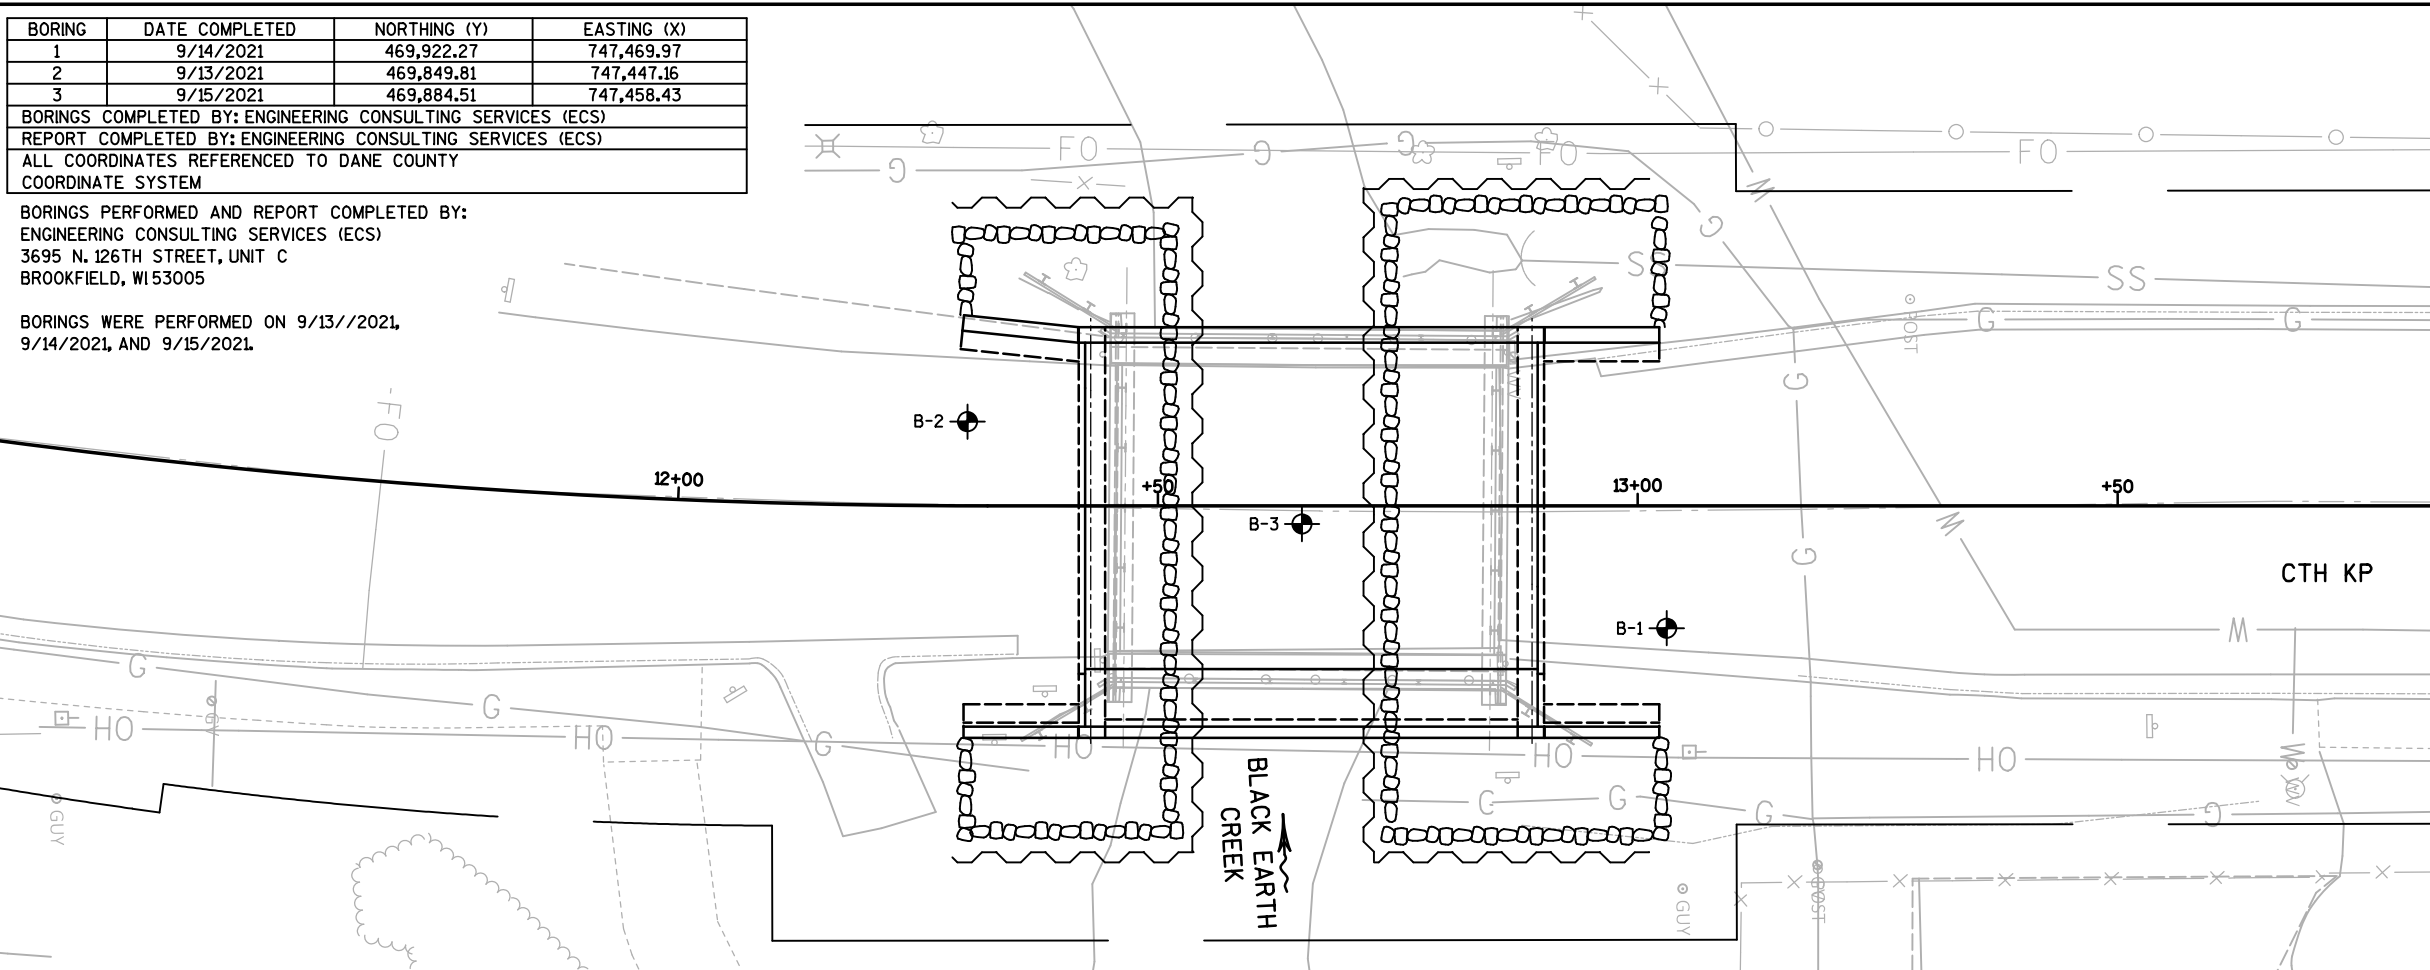 BORING DATE COMPLETED NORTHING (Y) EASTING (X)
1 9/14/2021 469,922.27 747,469.97
2 9/13/2021 469,849.81 747,447.16
3 9/15/2021 469,884.51 747,458.43
BORINGS COMPLETED BY: ENGINEERING CONSULTING SERVICES (ECS)
REPORT COMPLETED BY: ENGINEERING CONSULTING SERVICES (ECS)
ALL COORDINATES REFERENCED TO DANE COUNTY
COORDINATE SYSTEM
BORINGS PERFORMED AND REPORT COMPLETED BY:
ENGINEERING CONSULTING SERVICES (ECS)
3695 N. 126TH STREET, UNIT C
BROOKFIELD, WI 53005
BORINGS WERE PERFORMED ON 9/13//2021,
9/14/2021, AND 9/15/2021.
FO FO FO
G G G
W
G
SS SS
G G
POST
FO
G
B-2
12+00 +50 13+00 +50
B-3
W
G
CTH KP
B-1
W
G G G
GV
HO HO HO HO HO
W
BLACK EARTH
CREEK
G G G G
WV
GUY
GUY
POST